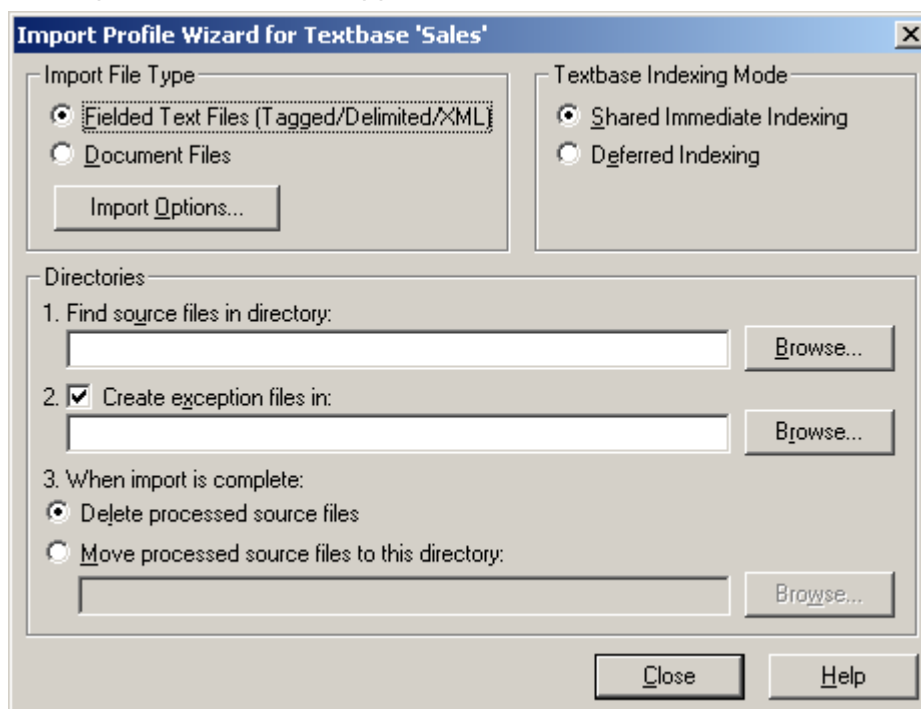 Import Profile Wizard for Textbase 'Sales'
Import File Type
Fielded Text Files (Tagged/Delimited/XML)
Document Files
Import Options...
Textbase Indexing Mode
Shared Immediate Indexing
Deferred Indexing
Directories
1. Find source files in directory:
Browse...
2. Create exception files in:
Browse...
3. When import is complete:
Delete processed source files
Move processed source files to this directory:
Browse...
Close
Help